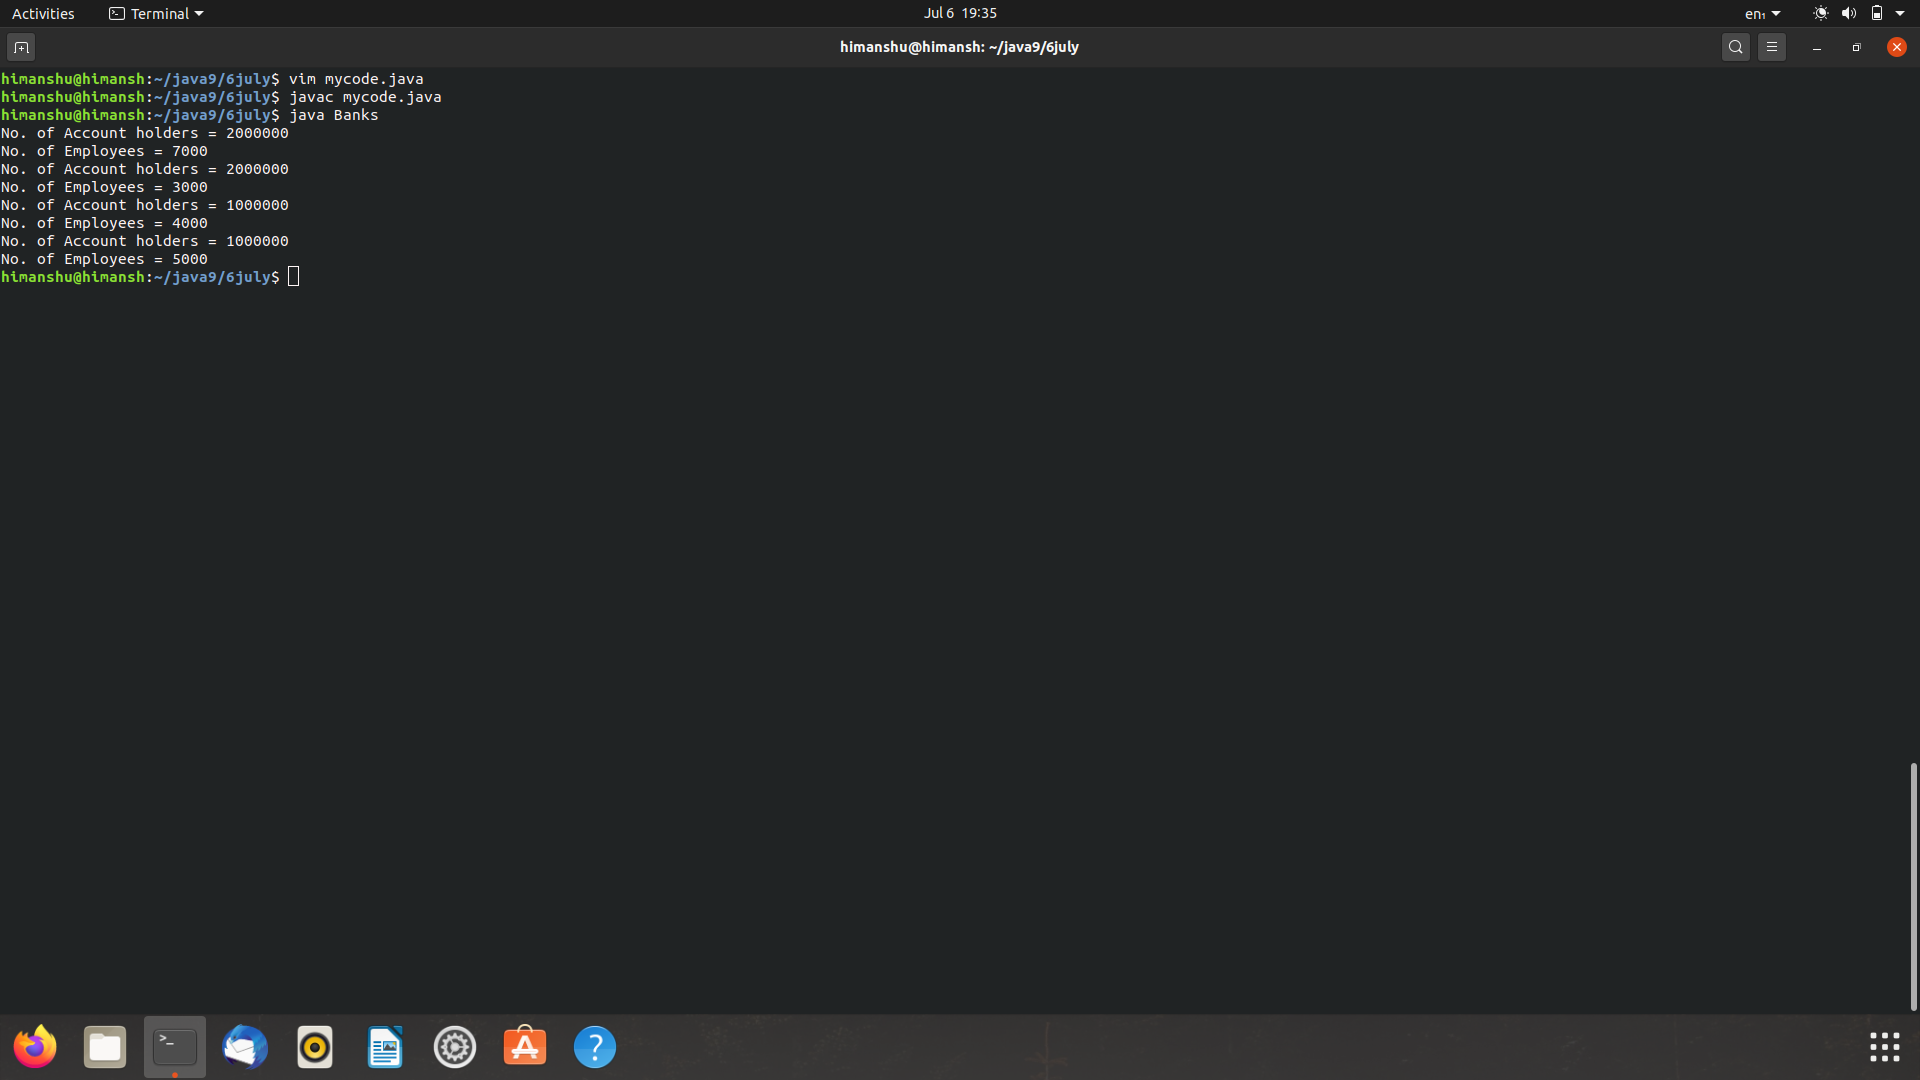 Activities
Terminal
Jul 6 19:35
en₁
himanshu@himansh: ~/java9/6july
himanshu@himansh:~/java9/6july$ vim mycode.java
himanshu@himansh:~/java9/6july$ javac mycode.java
himanshu@himansh:~/java9/6july$ java Banks
No. of Account holders = 2000000
No. of Employees = 7000
No. of Account holders = 2000000
No. of Employees = 3000
No. of Account holders = 1000000
No. of Employees = 4000
No. of Account holders = 1000000
No. of Employees = 5000
himanshu@himansh:~/java9/6july$